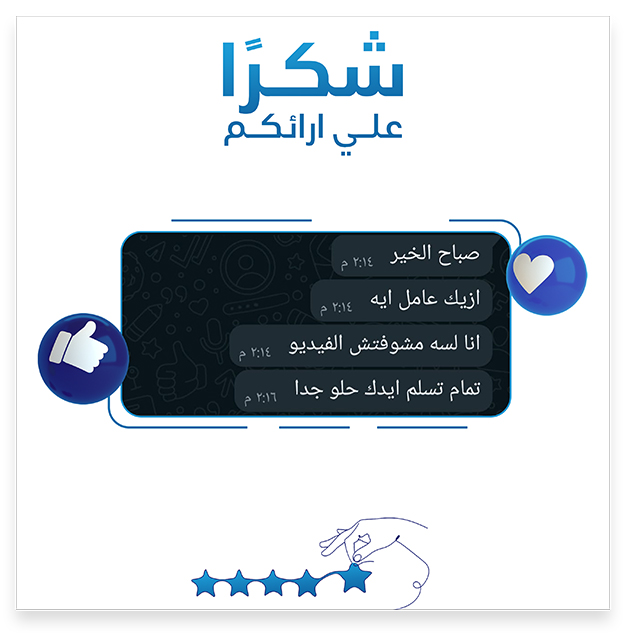 شكرًا
علي ارائكم
صباح الخير ٢:١٤ م
ازيك عامل ايه ٢:١٤ م
انا لسه مشوفتش الفيديو ٢:١٤ م
تمام تسلم ايدك حلو جدا ٢:١٦ م